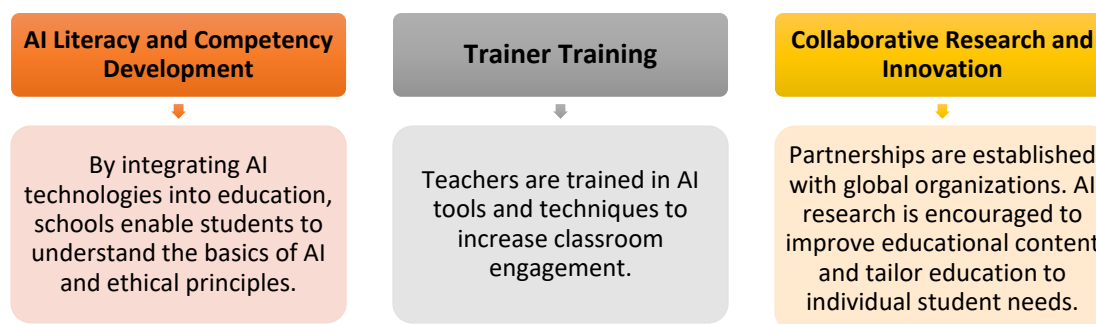 AI Literacy and Competency
Development
By integrating AI
technologies into education,
schools enable students to
understand the basics of AI
and ethical principles.
Trainer Training
Teachers are trained in AI
tools and techniques to
increase classroom
engagement.
Collaborative Research and
Innovation
Partnerships are established
with global organizations. AI
research is encouraged to
improve educational content
and tailor education to
individual student needs.